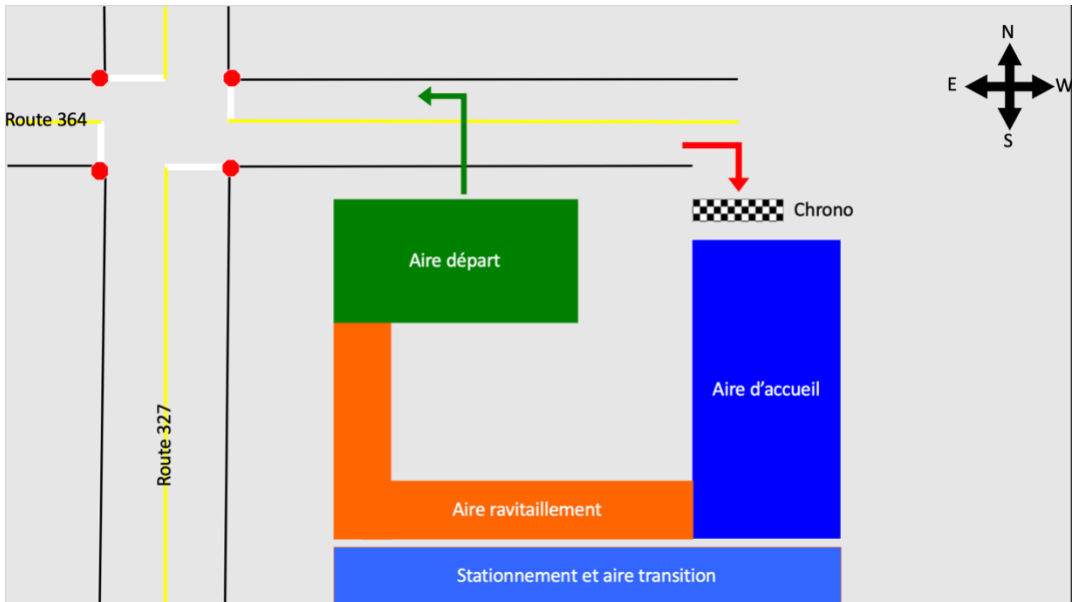 N
E
W
S
Route 364
Chrono
Aire départ
Aire d’accueil
Route 327
Aire ravitaillement
Stationnement et aire transition